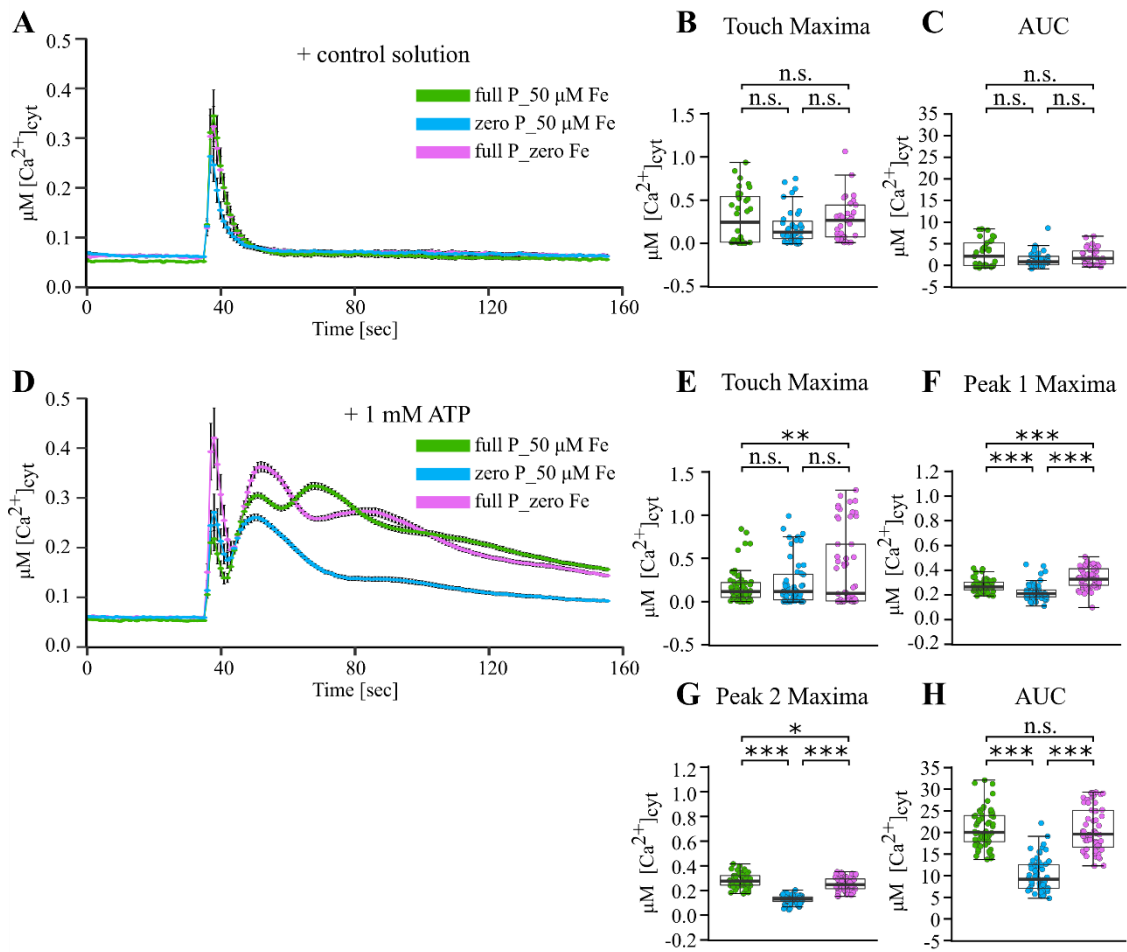 A
+ control solution
full P_50 µM Fe
zero P_50 µM Fe
full P_zero Fe
µM [Ca2+]cyt
0.5
0.4
0.3
0.2
0.1
0.0
0 40 80 120 160
Time [sec]
B Touch Maxima
n.s.
n.s. n.s.
µM [Ca2+]cyt
1.5
1.0
0.5
0.0
-0.5
C AUC
n.s.
n.s. n.s.
µM [Ca2+]cyt
35
30
25
20
15
10
5
0
-5
D
+ 1 mM ATP
full P_50 µM Fe
zero P_50 µM Fe
full P_zero Fe
µM [Ca2+]cyt
0.5
0.4
0.3
0.2
0.1
0.0
0 40 80 120 160
Time [sec]
E Touch Maxima
**
n.s. n.s.
µM [Ca2+]cyt
1.5
1.0
0.5
0.0
-0.5
F Peak 1 Maxima
***
*** ***
µM [Ca2+]cyt
1.2
1.0
0.8
0.6
0.4
0.2
0.0
-0.2
G Peak 2 Maxima
*
*** ***
µM [Ca2+]cyt
1.2
1.0
0.8
0.6
0.4
0.2
0.0
-0.2
H AUC
n.s.
*** ***
µM [Ca2+]cyt
35
30
25
20
15
10
5
0
-5